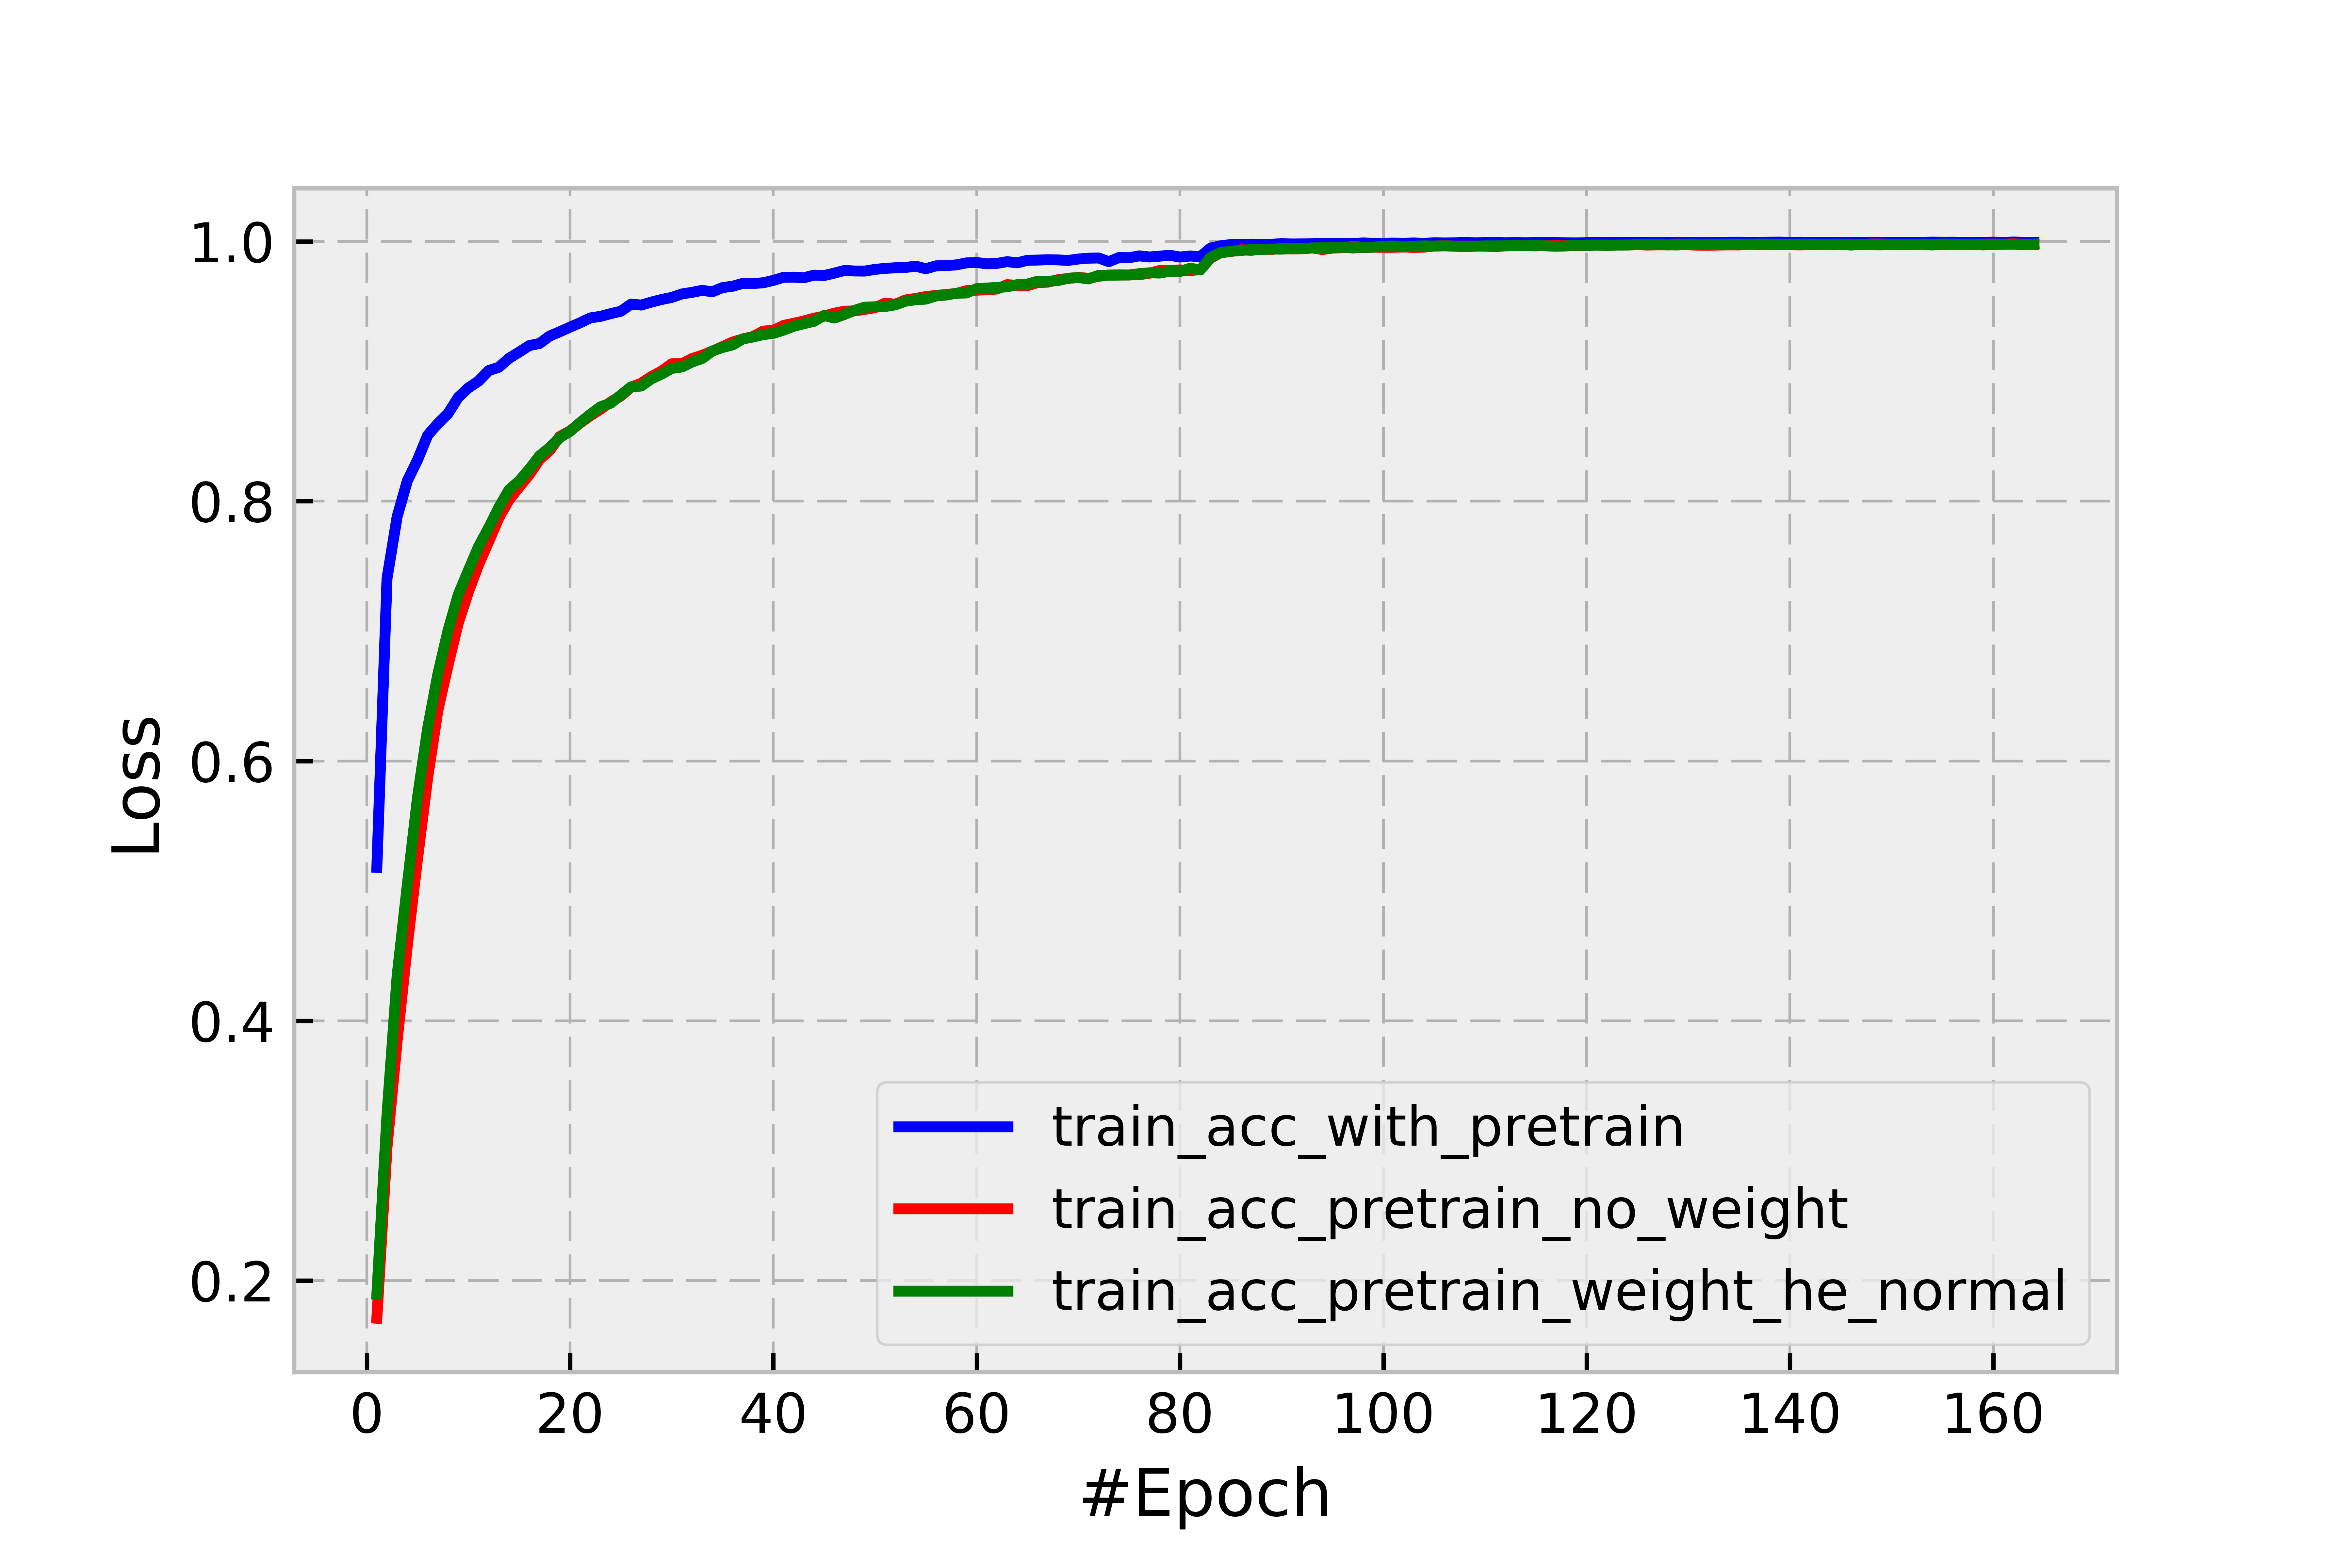 1.0
0.8
0.6
0.4
0.2
Loss
train_acc_with_pretrain
train_acc_pretrain_no_weight
train_acc_pretrain_weight_he_normal
0 20 40 60 80 100 120 140 160
#Epoch